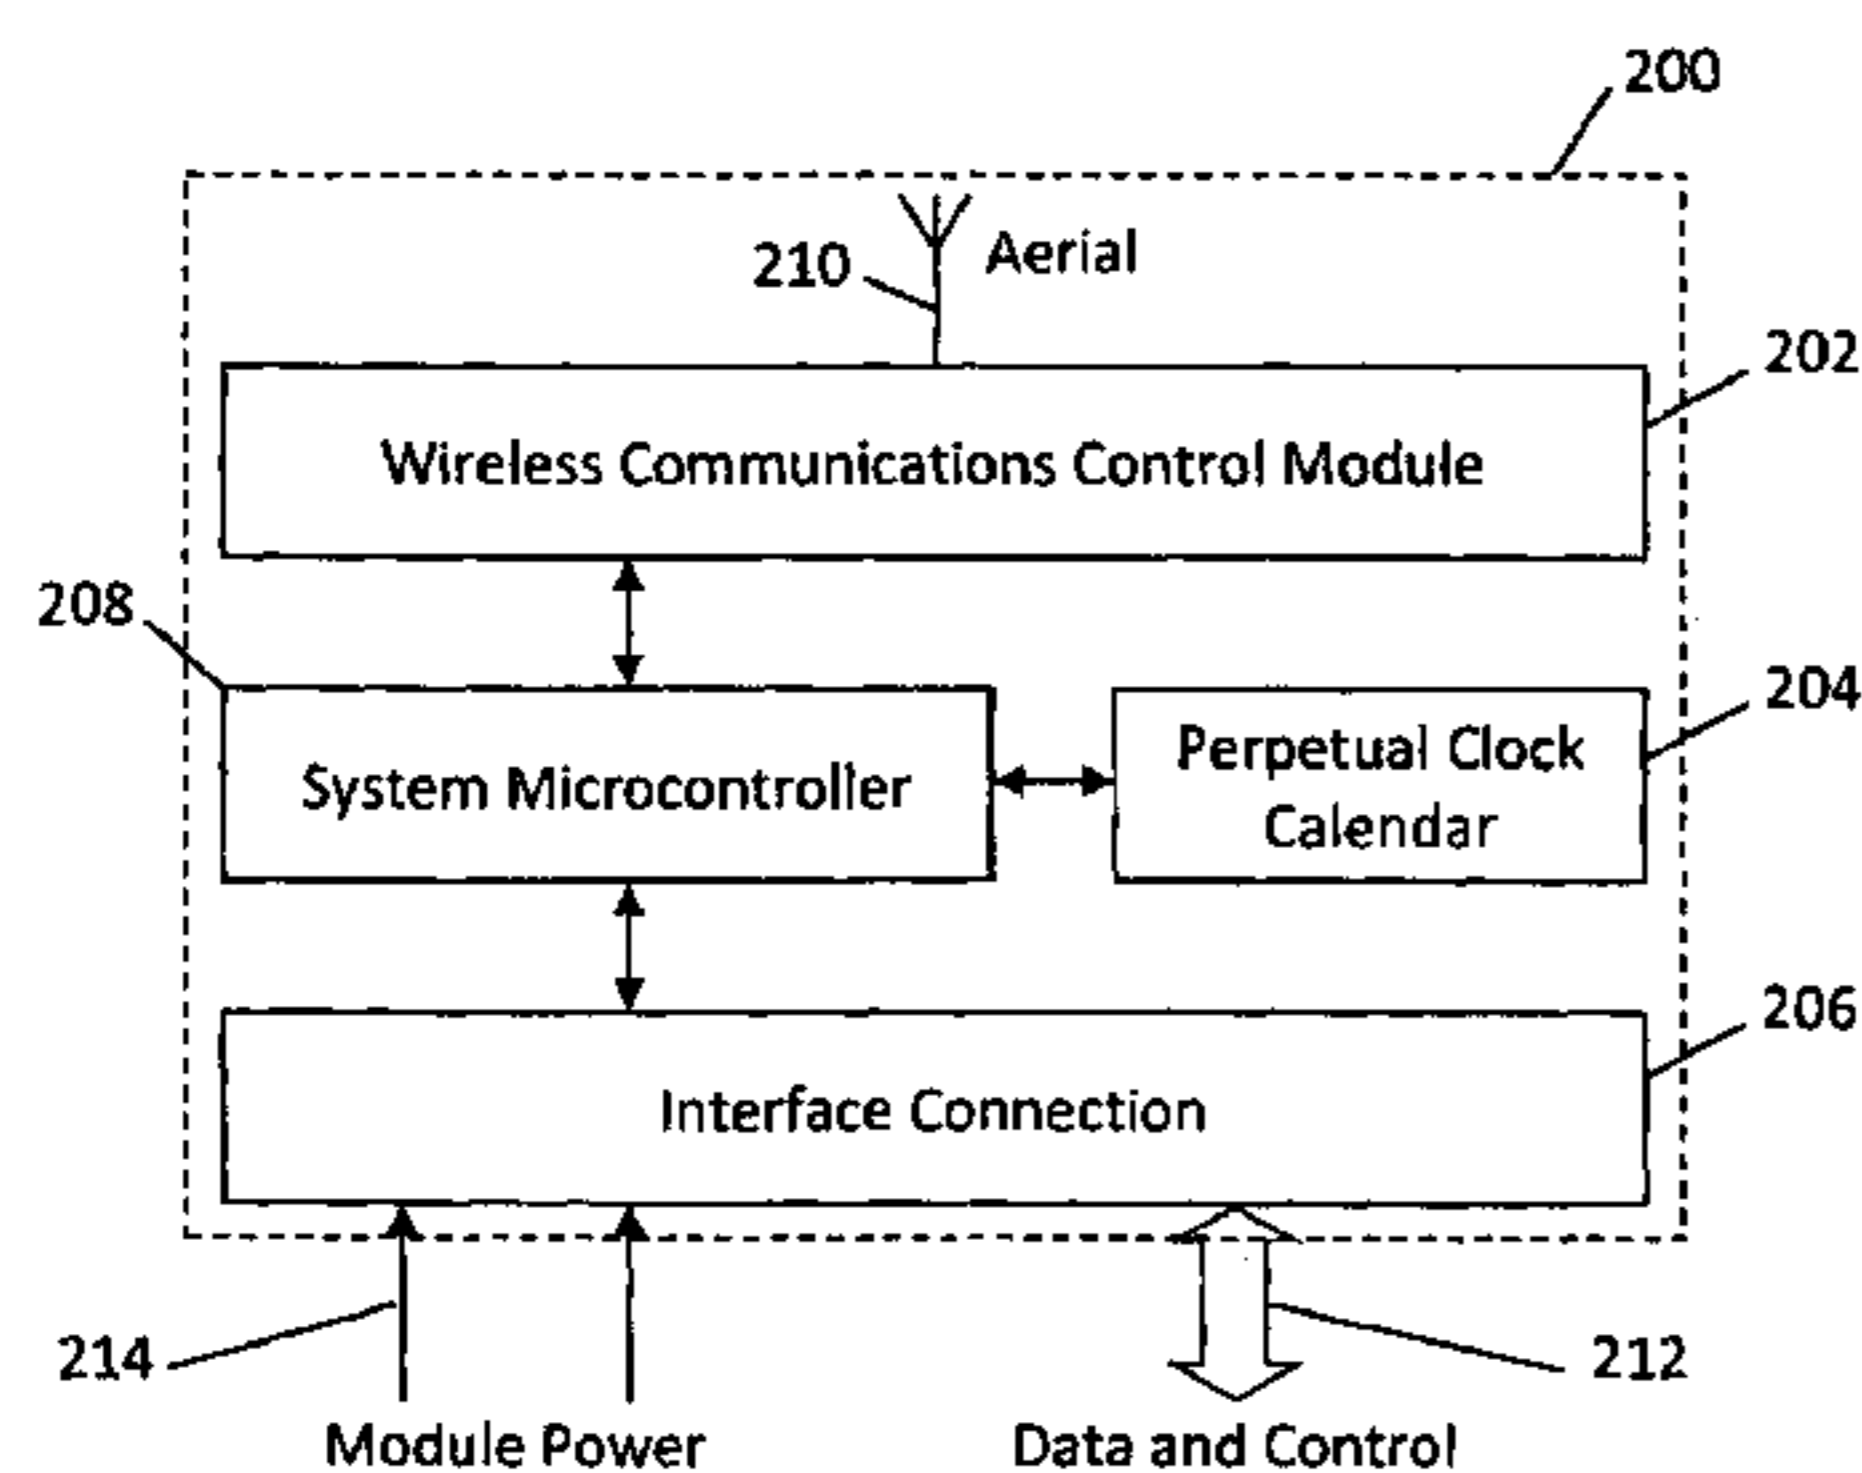 200
210
Aerial
202
Wireless Communications Control Module
208
204
System Microcontroller
Perpetual Clock
Calendar
206
Interface Connection
214
212
Module Power
Data and Control